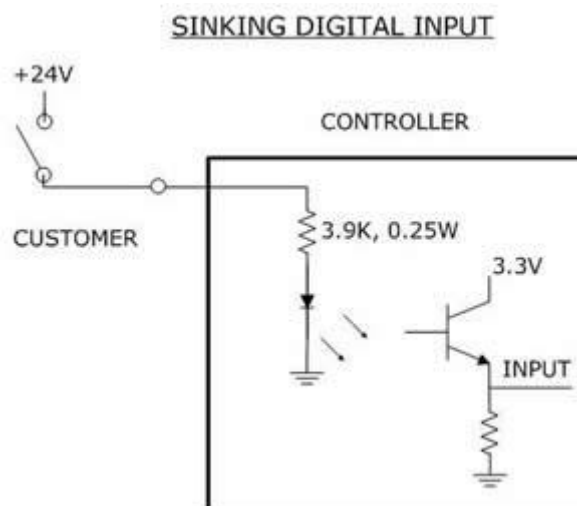 SINKING DIGITAL INPUT
+24V
CONTROLLER
3.9K, 0.25W
CUSTOMER
3.3V
INPUT